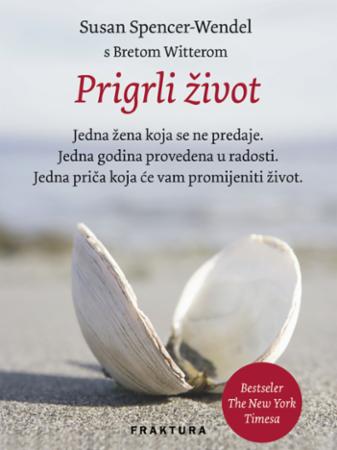 Susan Spencer-Wendel
s Bretom Witterom
Prigrli život
Jedna žena koja se ne predaje.
Jedna godina provedena u radosti.
Jedna priča koja će vam promijeniti život.
Bestseler
The New York
Timesa
FRAKTURA